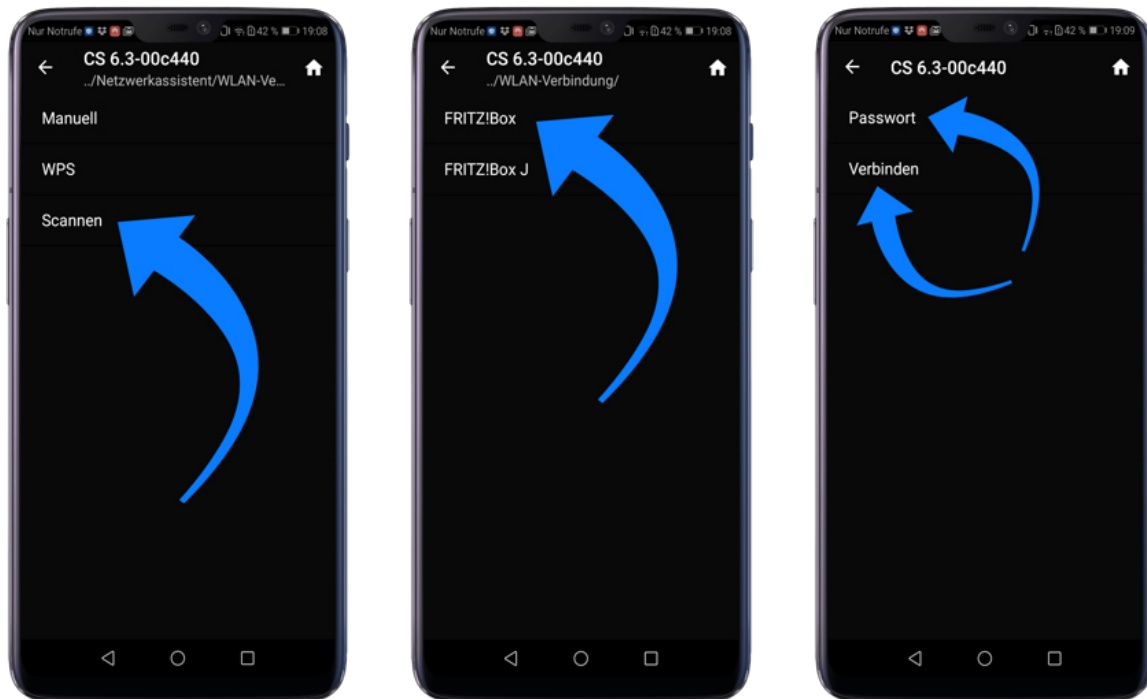 Nur Notrufe 42 % 19:08
CS 6.3-00c440
../Netzwerkassistent/WLAN-Ve...
Manuell
WPS
Scannen
Nur Notrufe 42 % 19:08
CS 6.3-00c440
../WLAN-Verbindung/
FRITZ!Box
FRITZ!Box J
Nur Notrufe 42 % 19:09
CS 6.3-00c440
Passwort
Verbinden